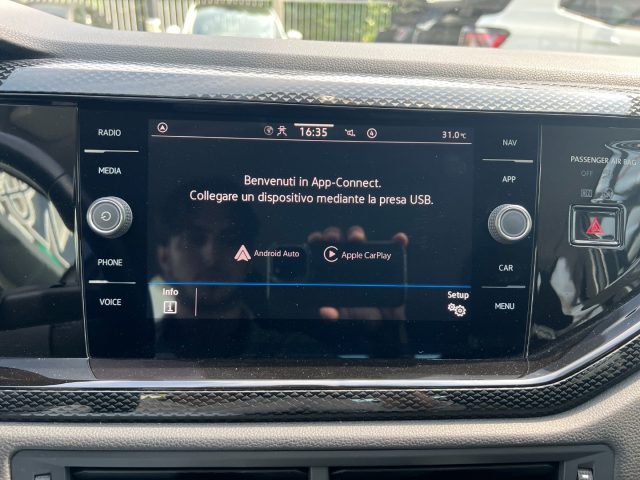 16:35
31.0°C
RADIO
MEDIA
PHONE
VOICE
Benvenuti in App-Connect.
Collegare un dispositivo mediante la presa USB.
Android Auto
Apple CarPlay
Info
Setup
NAV
APP
CAR
MENU
PASSENGER AIR BAG
OFF